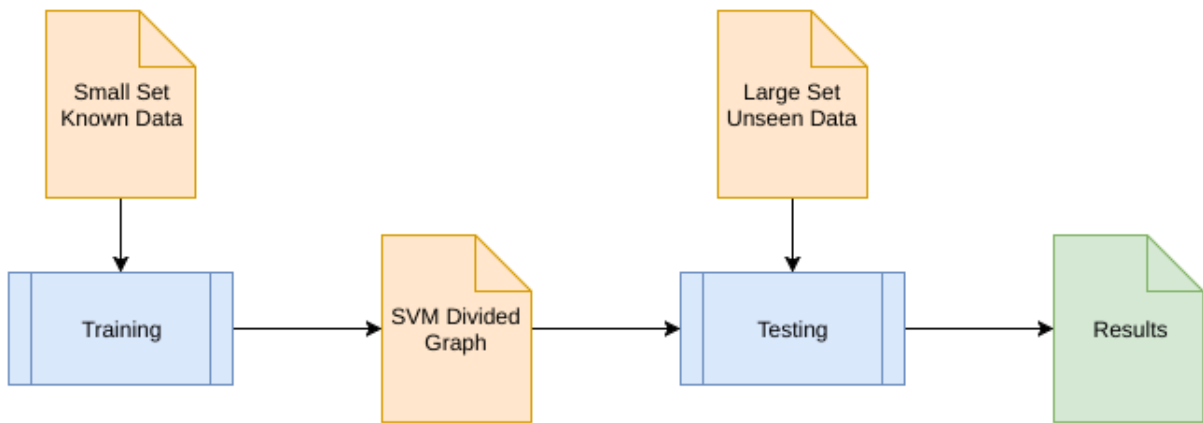 Small Set
Known Data
Large Set
Unseen Data
Training
SVM Divided
Graph
Testing
Results